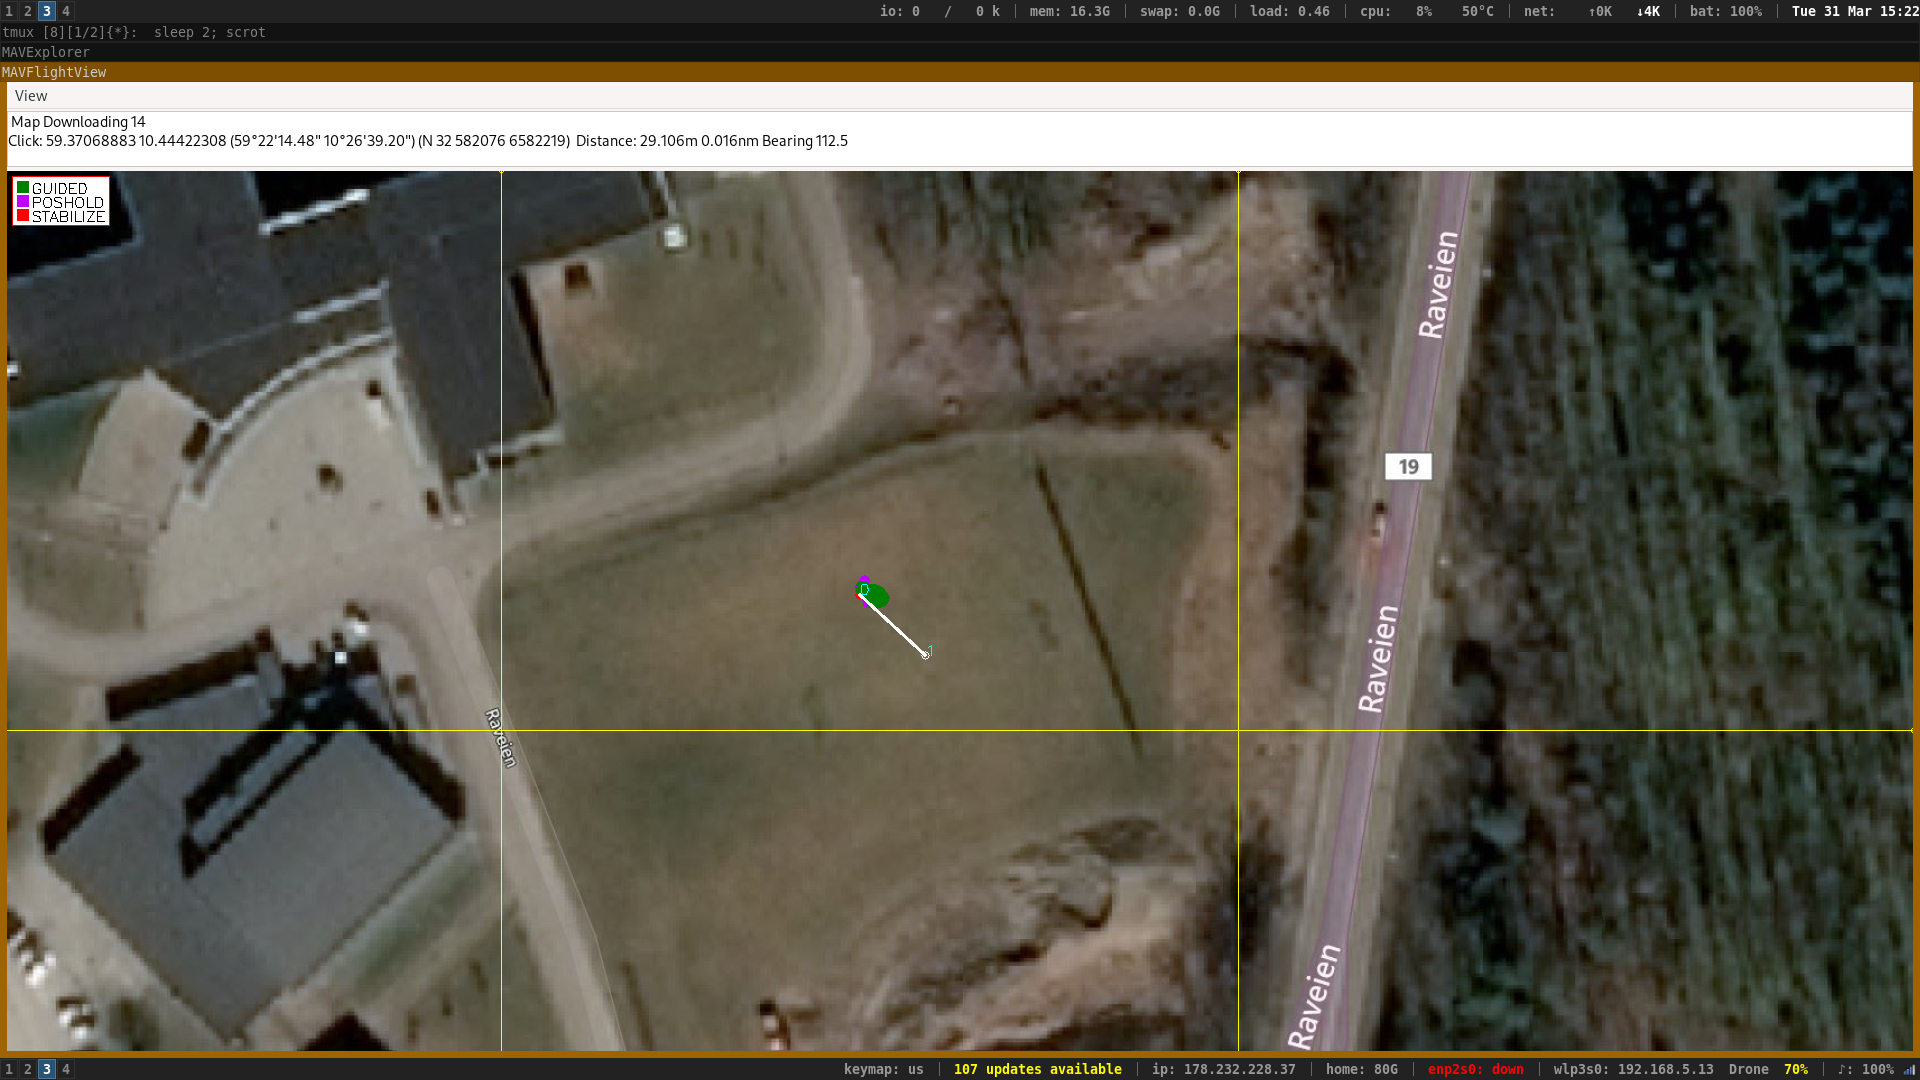 1 2 3 4 io: 0 / 0 k | mem: 16.3G | swap: 0.0G | load: 0.46 | cpu: 8% 50°C | net: ↑0K ↓4K | bat: 100% | Tue 31 Mar 15:22
tmux [8][1/2]{*}: sleep 2; scrot
MAVExplorer
MAVFlightView
View
Map Downloading 14
Click: 59.37068883 10.44422308 (59°22'14.48" 10°26'39.20") (N 32 582076 6582219) Distance: 29.106m 0.016nm Bearing 112.5
GUIDED
POSHOLD
STABILIZE
Raveien
19
D
1
Raveien
Raveien
Raveien
1 2 3 4 keymap: us | 107 updates available | ip: 178.232.228.37 | home: 80G | enp2s0: down | wlp3s0: 192.168.5.13 Drone 70% | ♪: 100%